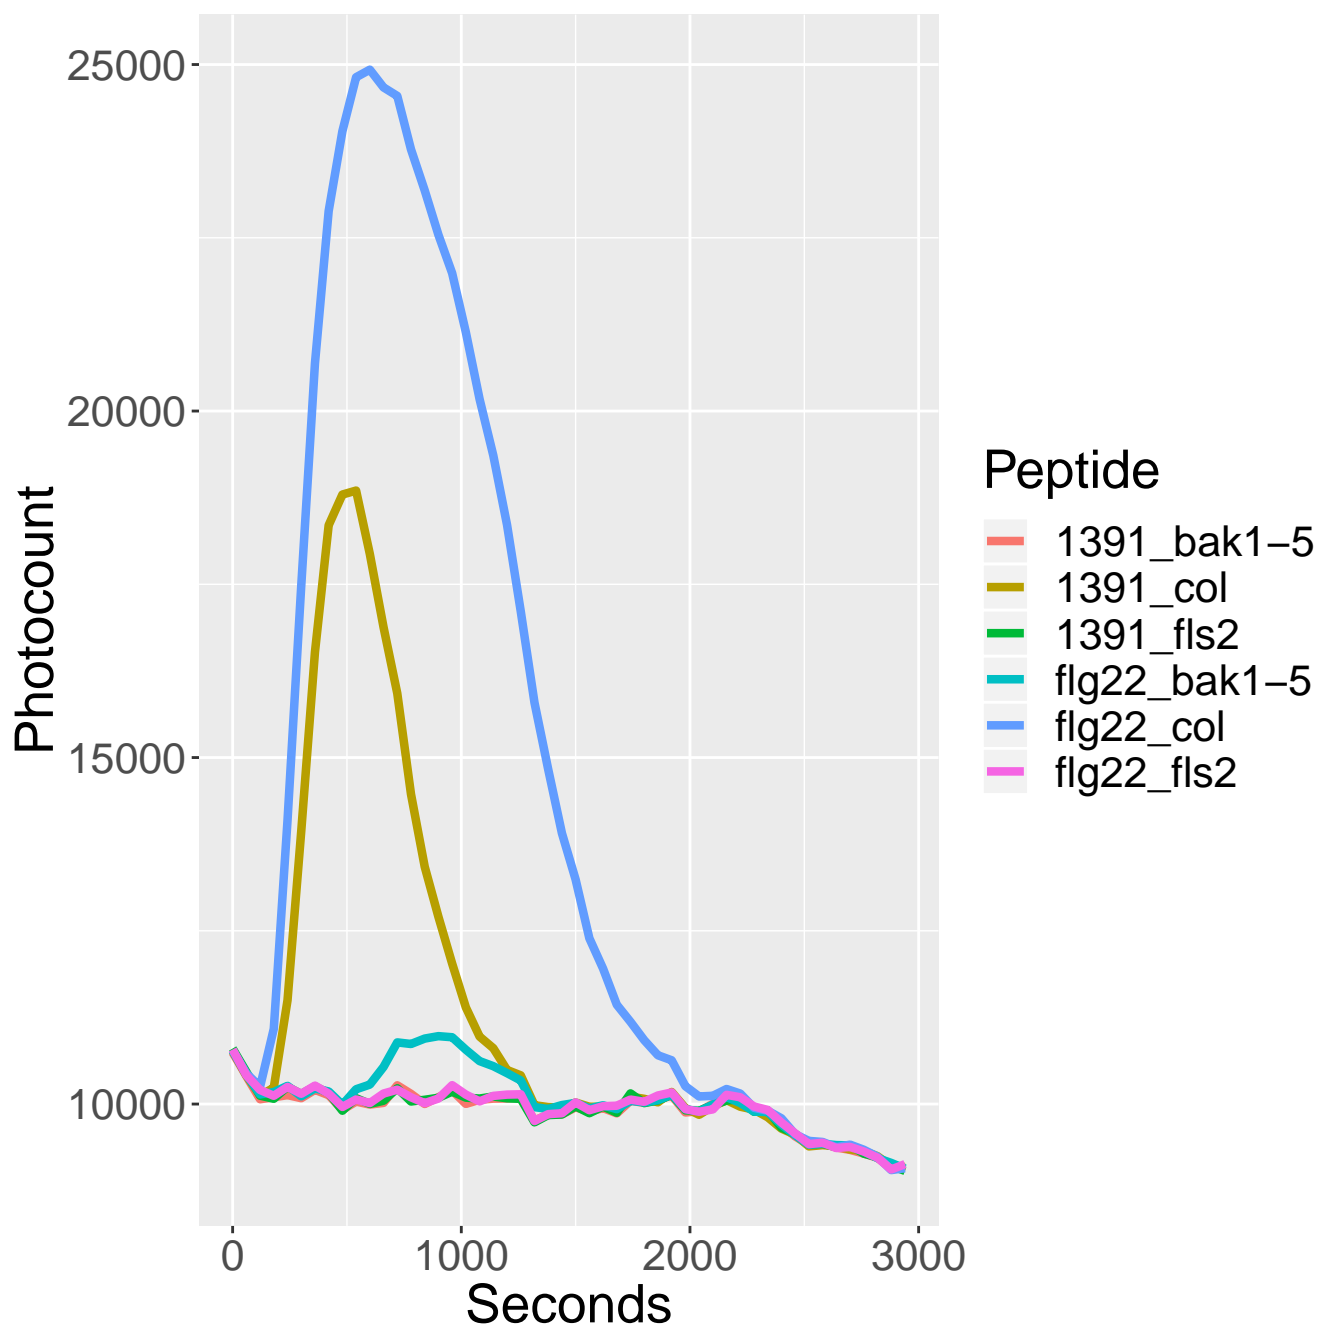 25000
20000
15000
10000
Photocount
0 1000 2000 3000
Seconds
Peptide
1391_bak1−5
1391_col
1391_fls2
flg22_bak1−5
flg22_col
flg22_fls2